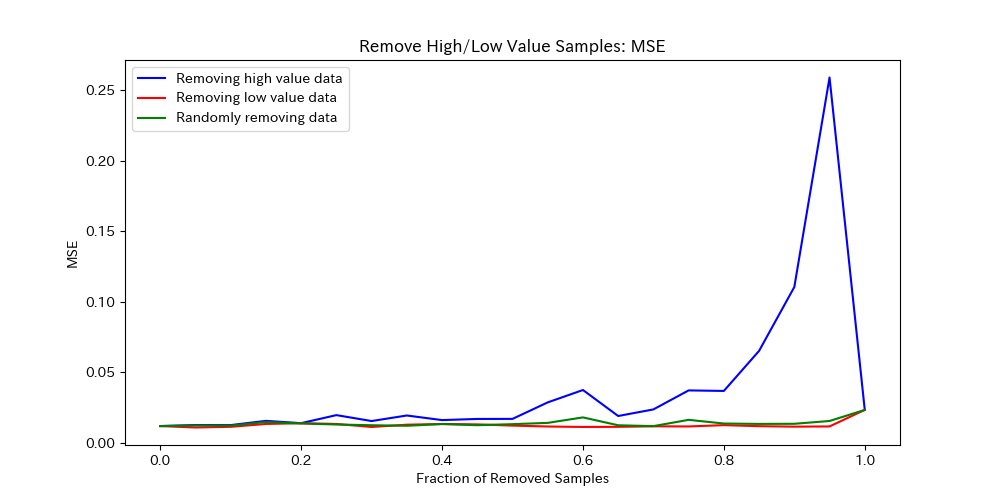 Remove High/Low Value Samples: MSE
Removing high value data
Removing low value data
Randomly removing data
MSE
0.25
0.20
0.15
0.10
0.05
0.00
0.0 0.2 0.4 0.6 0.8 1.0
Fraction of Removed Samples